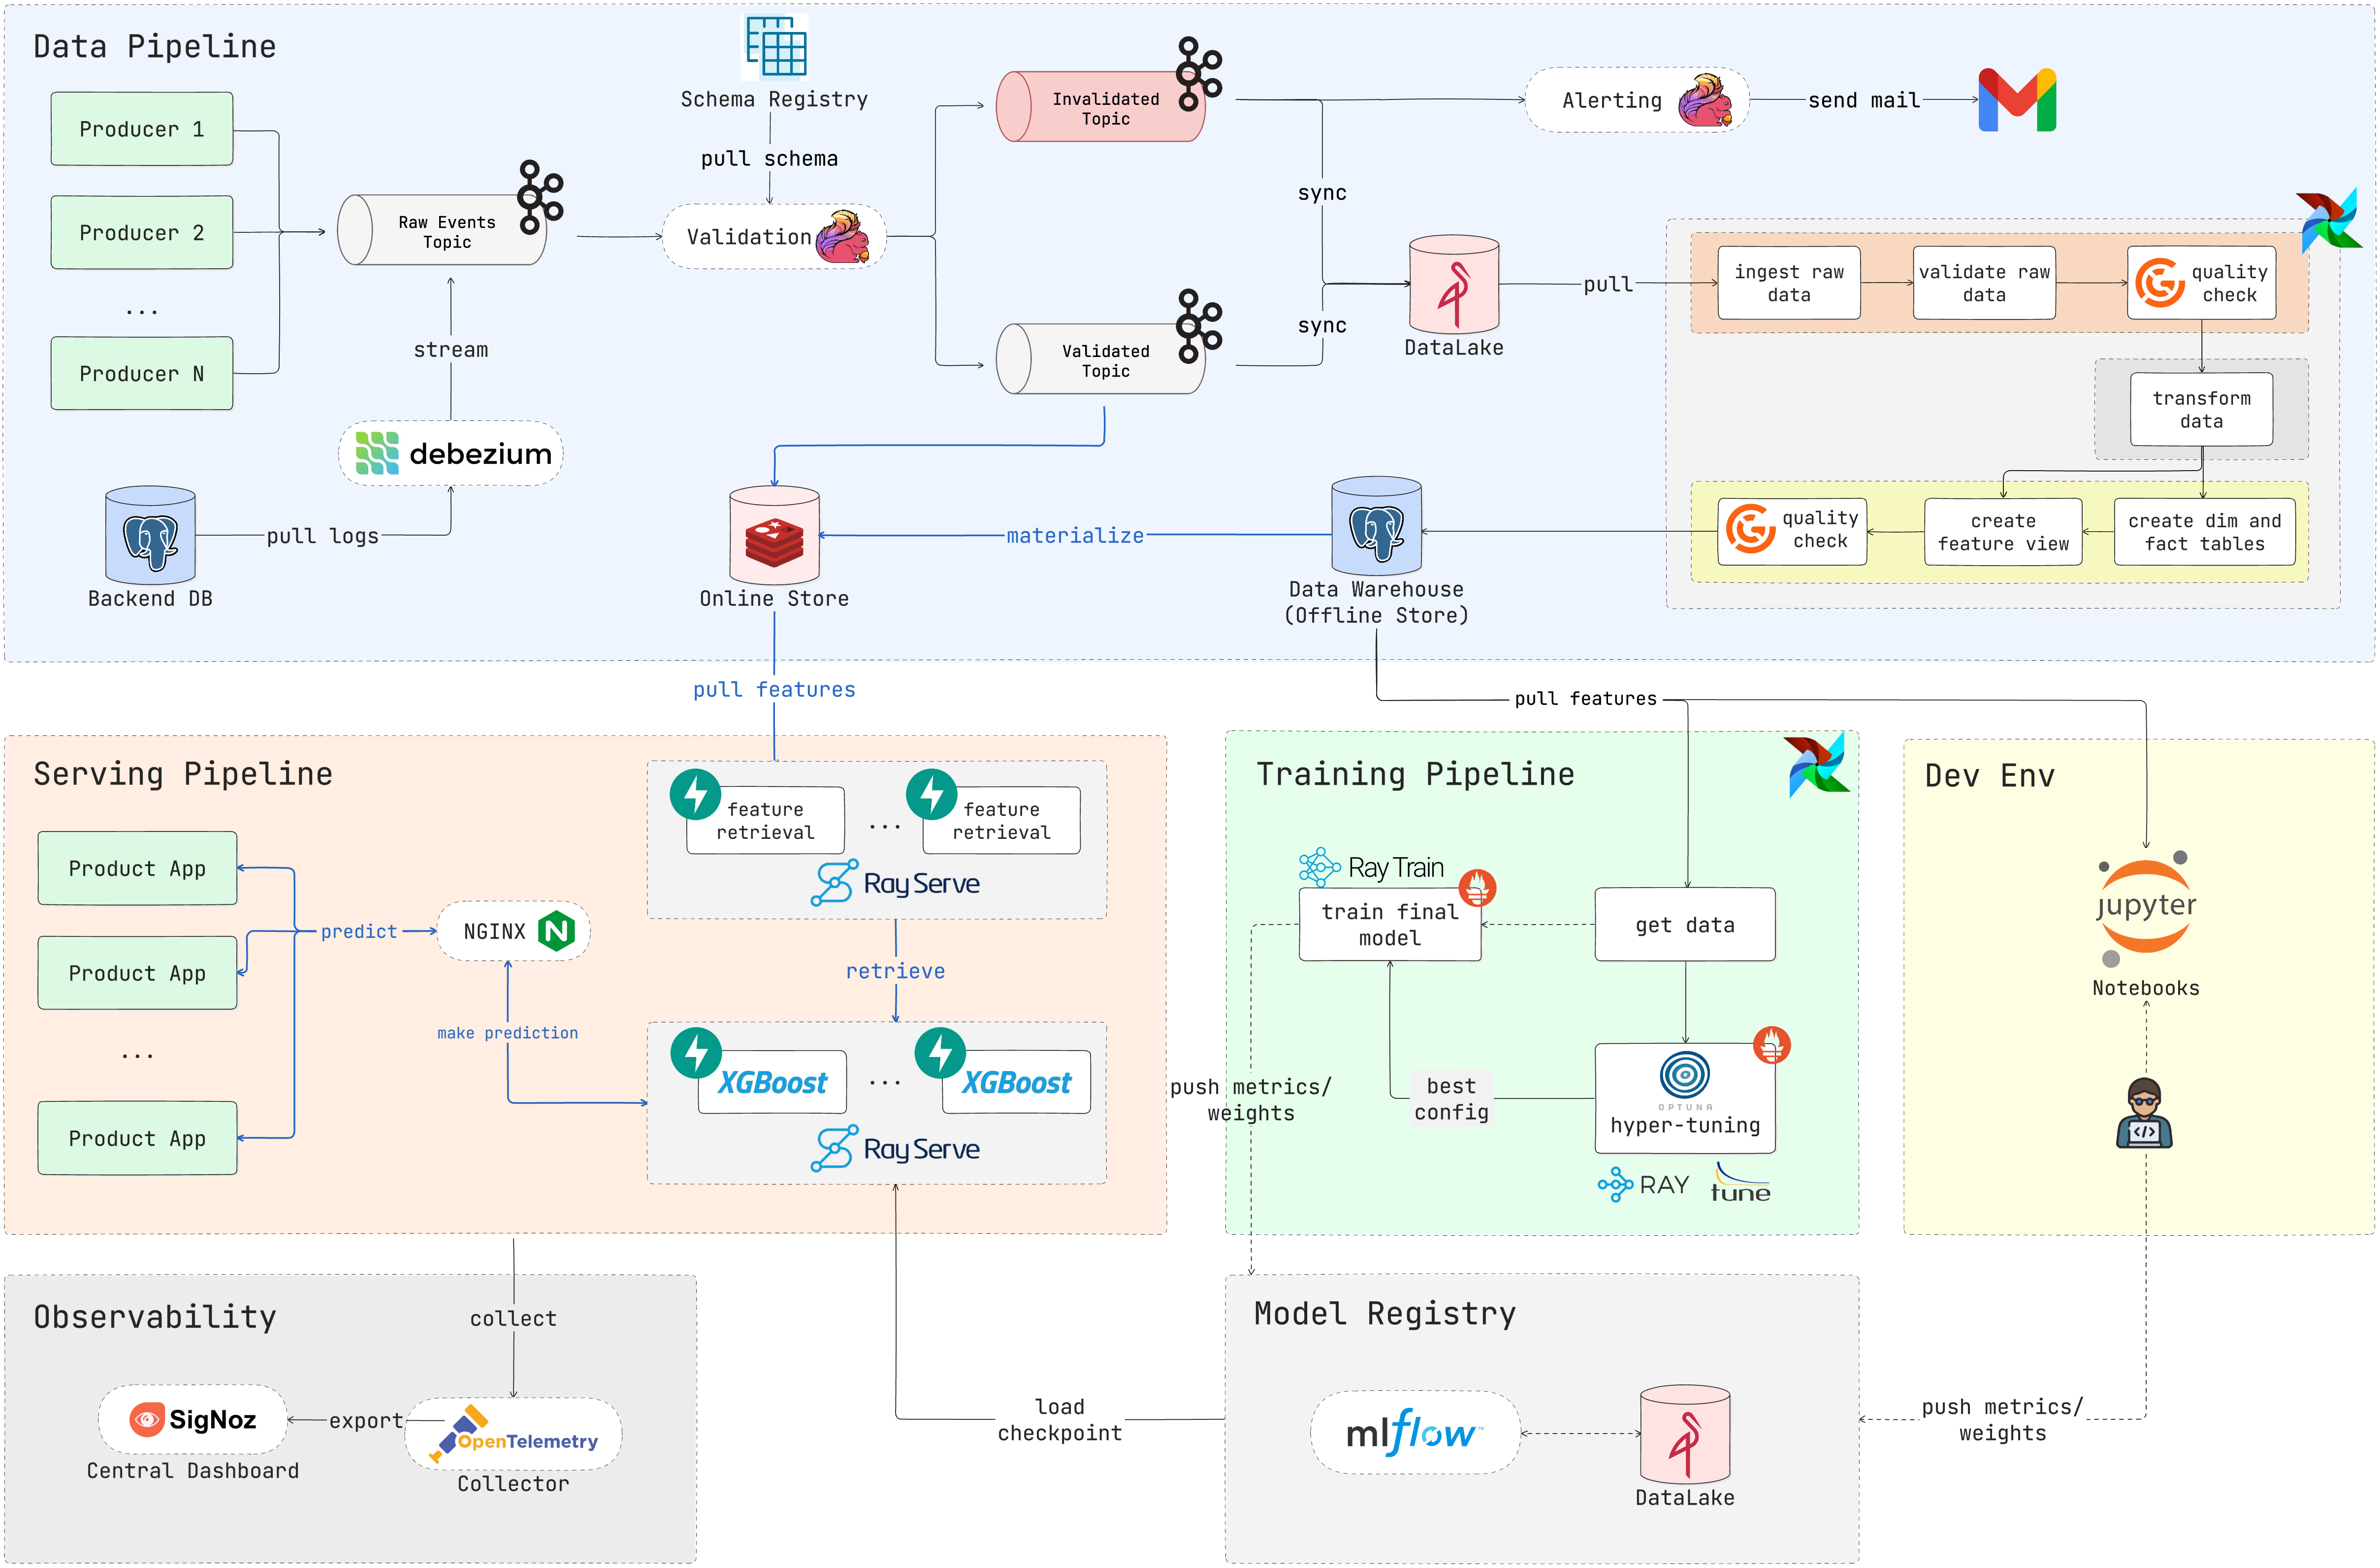 Data Pipeline
Producer 1
Producer 2
...
Producer N
Raw Events
Topic
stream
debezium
pull logs
Backend DB
Schema Registry
pull schema
Validation
Invalidated
Topic
Validated
Topic
sync
sync
Alerting
send mail
DataLake
pull
ingest raw
data
validate raw
data
quality
check
transform
data
create dim and
fact tables
create
feature view
quality
check
Data Warehouse
(Offline Store)
materialize
Online Store
pull features
pull features
Serving Pipeline
Product App
Product App
...
Product App
predict
NGINX
make prediction
feature
retrieval
...
feature
retrieval
Ray Serve
retrieve
XGBoost
...
XGBoost
Ray Serve
Training Pipeline
Ray Train
train final
model
get data
best
config
OPTUNA
hyper-tuning
RAY
tune
push metrics/
weights
Dev Env
jupyter
Notebooks
</>
push metrics/
weights
Observability
collect
SigNoz
export
OpenTelemetry
Central Dashboard
Collector
load
checkpoint
Model Registry
mlflow™
DataLake